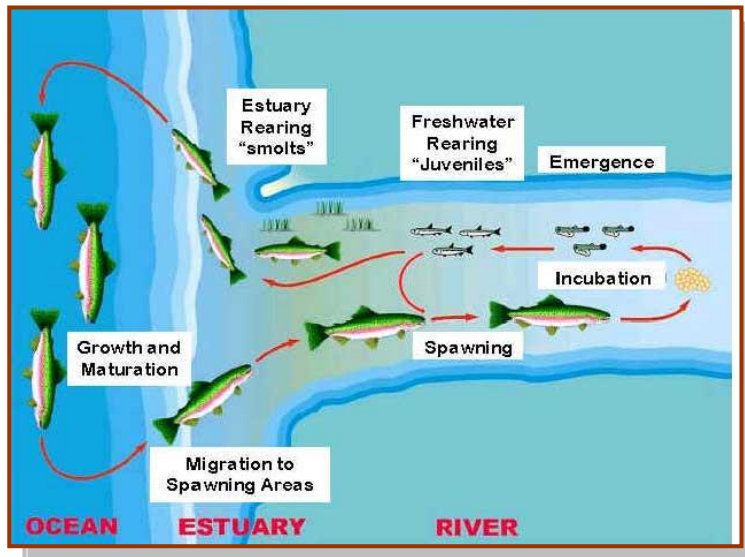 Estuary
Rearing
"smolts"
Freshwater
Rearing
"Juveniles"
Emergence
Incubation
Growth and
Maturation
Spawning
Migration to
Spawning Areas
OCEAN
ESTUARY
RIVER